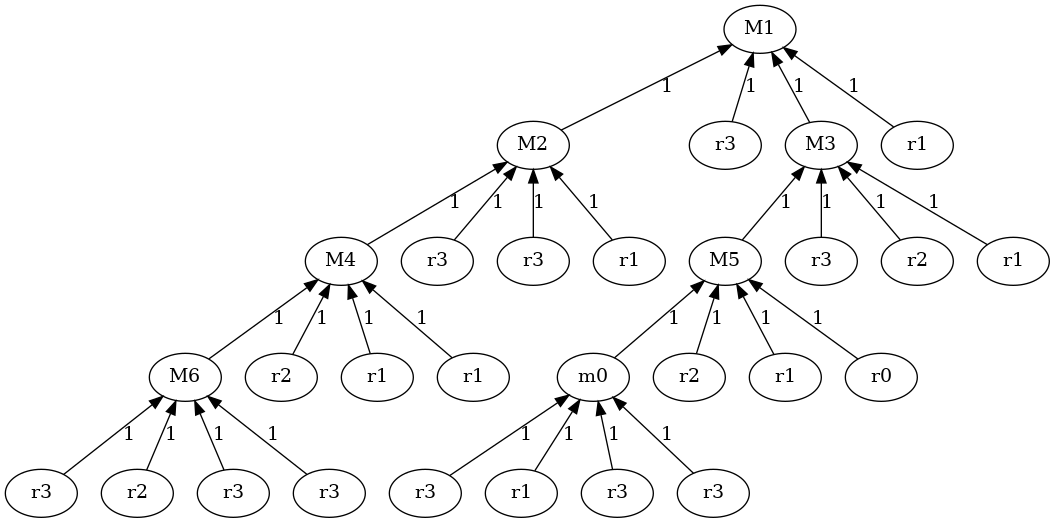 M1
1 1 1 1
M2 r3 M3 r1
1 1 1 1 1 1 1 1
M4 r3 r3 r1 M5 r3 r2 r1
1 1 1 1 1 1 1 1
M6 r2 r1 r1 m0 r2 r1 r0
1 1 1 1 1 1 1 1
r3 r2 r3 r3 r3 r1 r3 r3